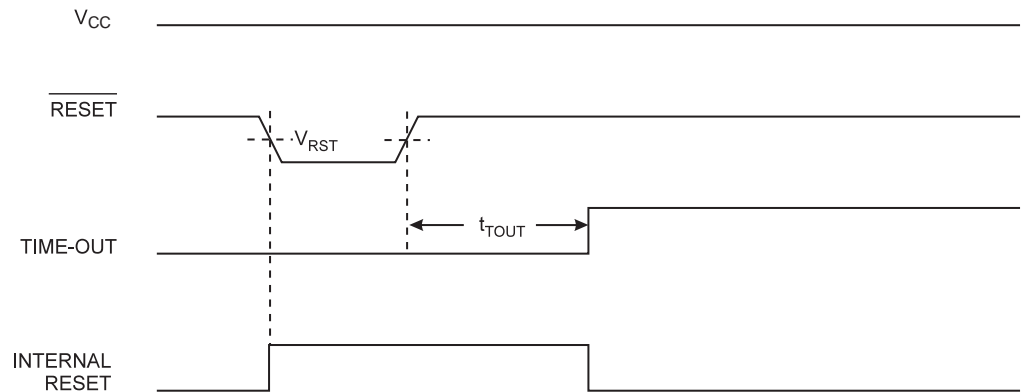 VCC
RESET
VRST
TIME-OUT
tTOUT
INTERNAL
RESET